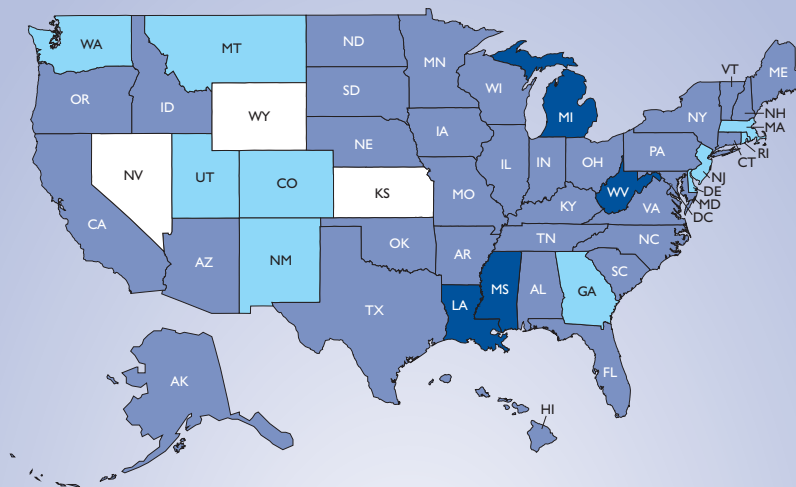 WA
MT
ND
MN
VT
ME
OR
ID
SD
WI
MI
NY
NH
MA
WY
NE
IA
IL
IN
OH
PA
RI
CT
NV
UT
CO
KS
MO
KY
WV
VA
NJ
DE
MD
DC
CA
AZ
NM
OK
AR
TN
NC
SC
TX
LA
MS
AL
GA
FL
AK
HI